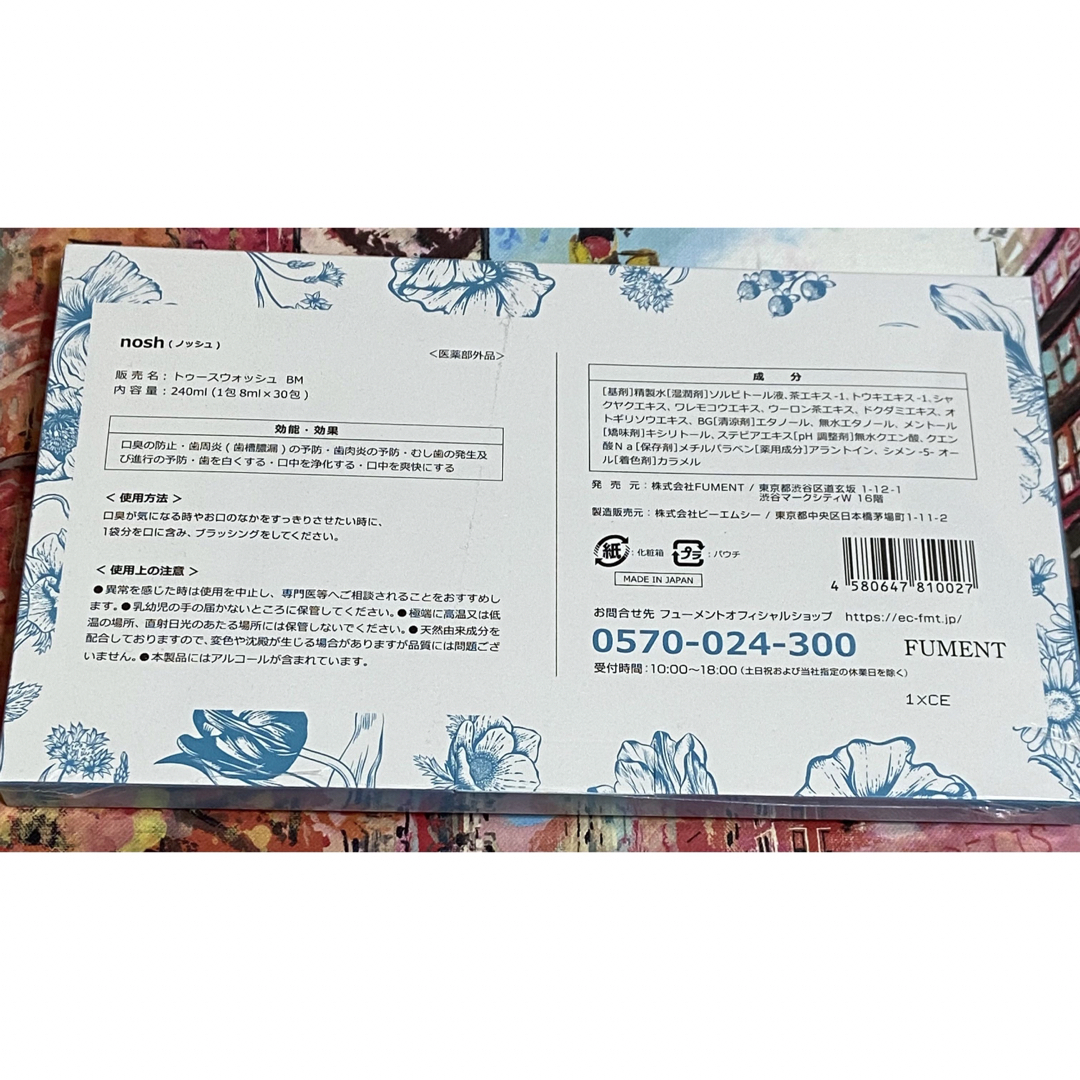 nosh (ノッシュ)
<医薬部外品>
販売名：トゥースウォッシュ BM
内容量：240ml (1包 8ml×30包)
効能・効果
口臭の防止・歯周炎(歯槽膿漏)の予防・歯肉炎の予防・むし歯の発生及
び進行の予防・歯を白くする・口中を浄化する・口中を爽快にする
< 使用方法 >
口臭が気になる時やお口のなかをすっきりさせたい時に、
1袋分を口に含み、ブラッシングをしてください。
< 使用上の注意 >
●異常を感じた時は使用を中止し、専門医等へご相談されることをおすすめし
ます。●乳幼児の手の届かないところに保管してください。●極端に高温又は低
温の場所、直射日光のあたる場所には保管しないでください。●天然由来成分を
配合しておりますので、変色や沈殿が生じる場合がありますが品質には問題ござ
いません。●本製品にはアルコールが含まれています。
成分
[基剤]精製水[湿潤剤]ソルビトール液、茶エキス-1、トウキエキス-1、シャ
クヤクエキス、ワレモコウエキス、ウーロン茶エキス、ドクダミエキス、オ
トギリソウエキス、BG[清涼剤]エタノール、無水エタノール、メントール
[矯味剤]キシリトール、ステビアエキス[pH 調整剤]無水クエン酸、クエン
酸Na[保存剤]メチルパラベン[薬用成分]アラントイン、シメン-5-オー
ル[着色剤]カラメル
発売元：株式会社FUMENT / 東京都渋谷区道玄坂 1-12-1
渋谷マークシティW 16階
製造販売元：株式会社ビーエムシー / 東京都中央区日本橋茅場町1-11-2
紙：化粧箱 プラ：パウチ
MADE IN JAPAN
4 580647 810027
お問合せ先 フューメントオフィシャルショップ https://ec-fmt.jp/
0570-024-300 FUMENT
受付時間：10:00〜18:00 (土日祝および当社指定の休業日を除く)
1×CE